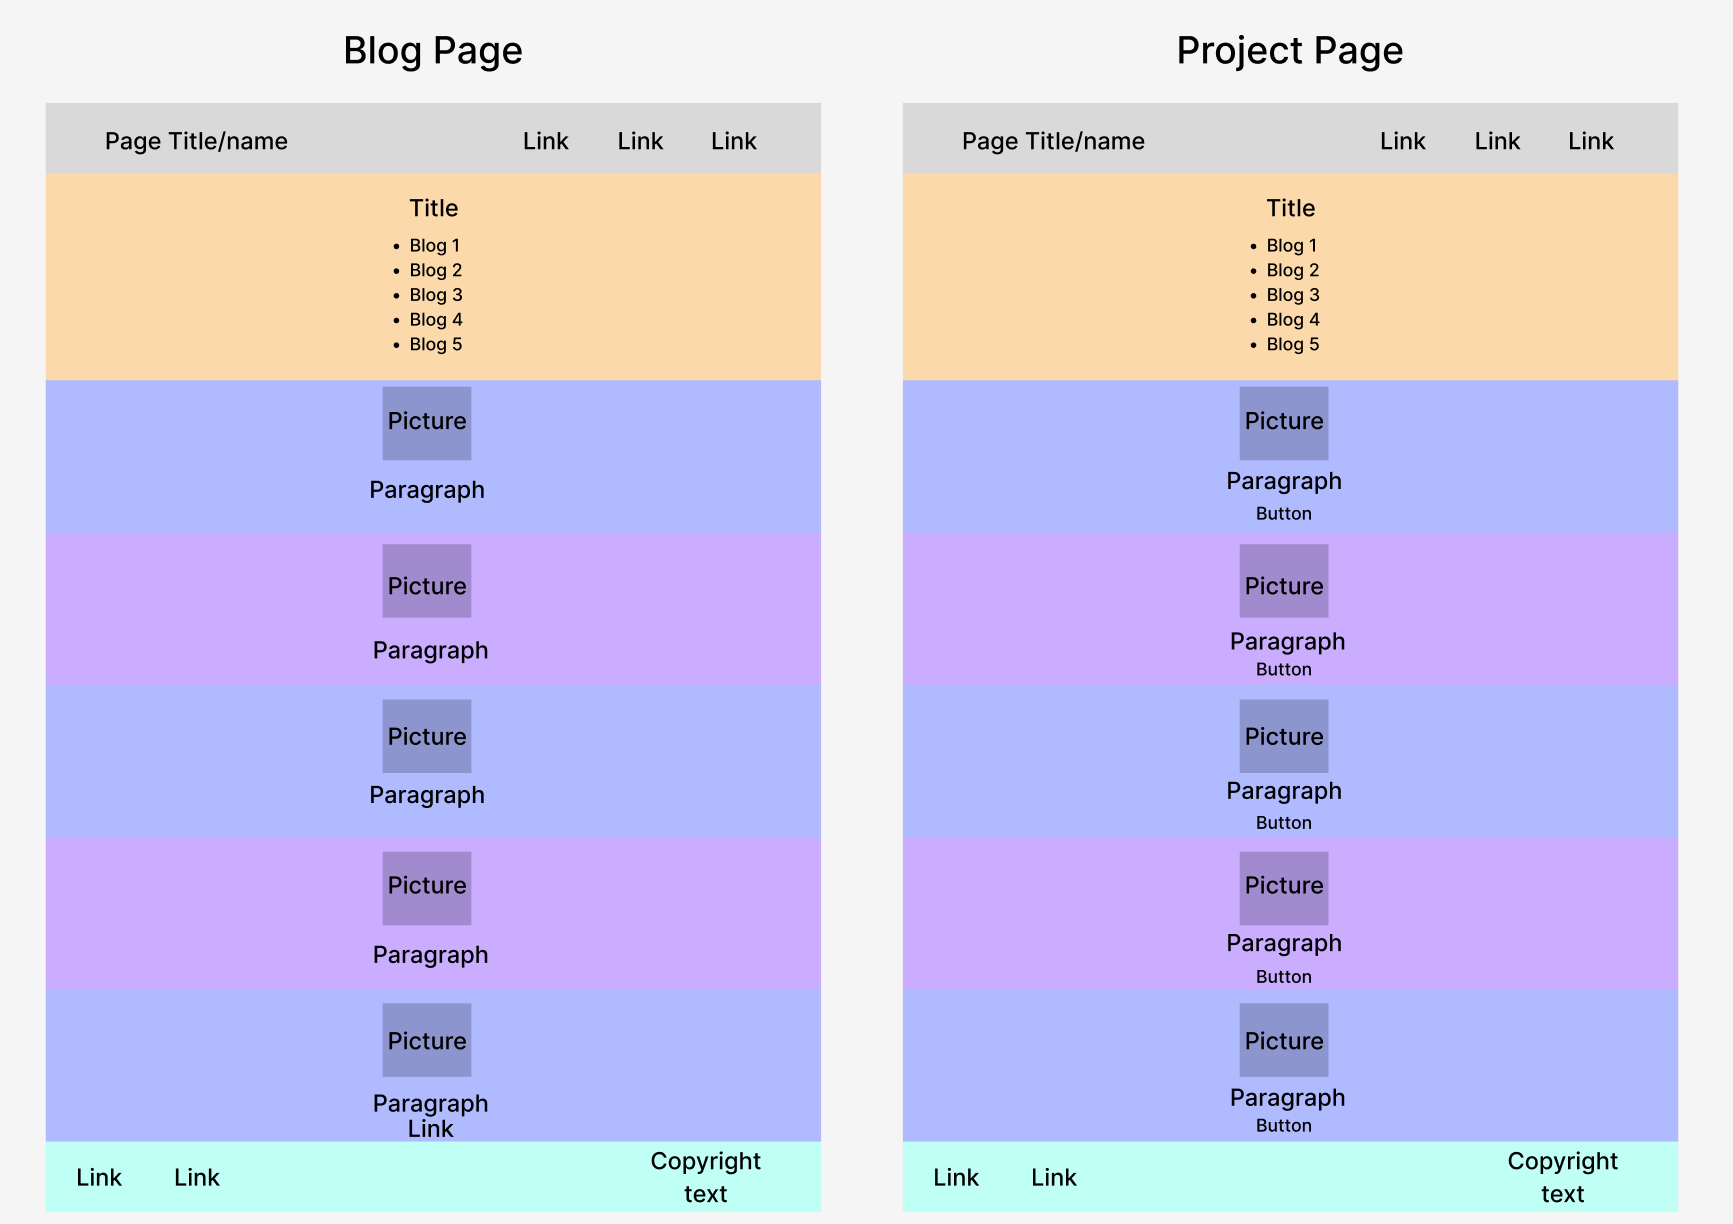 Blog Page
Page Title/name Link Link Link
Title
• Blog 1
• Blog 2
• Blog 3
• Blog 4
• Blog 5
Picture
Paragraph
Picture
Paragraph
Picture
Paragraph
Picture
Paragraph
Picture
Paragraph
Link
Link Link Copyright
text
Project Page
Page Title/name Link Link Link
Title
• Blog 1
• Blog 2
• Blog 3
• Blog 4
• Blog 5
Picture
Paragraph
Button
Picture
Paragraph
Button
Picture
Paragraph
Button
Picture
Paragraph
Button
Picture
Paragraph
Button
Link Link Copyright
text